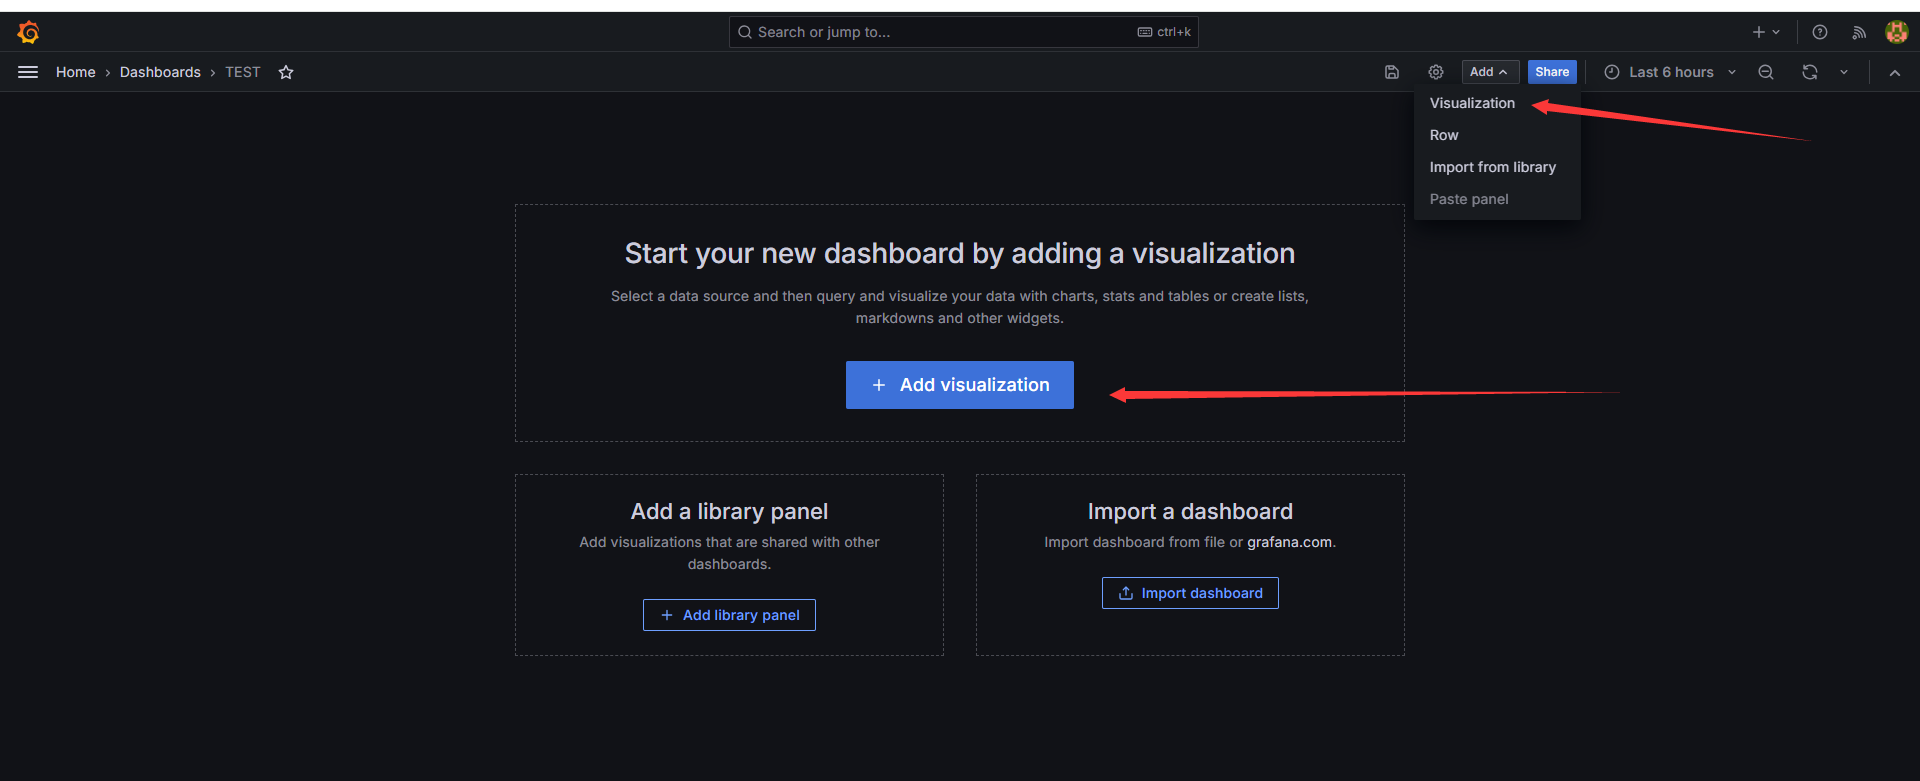 Search or jump to...
ctrl+k
Home
Dashboards
TEST
Add
Share
Last 6 hours
Visualization
Row
Import from library
Paste panel
Start your new dashboard by adding a visualization
Select a data source and then query and visualize your data with charts, stats and tables or create lists,
markdowns and other widgets.
Add visualization
Add a library panel
Add visualizations that are shared with other
dashboards.
Add library panel
Import a dashboard
Import dashboard from file or grafana.com.
Import dashboard